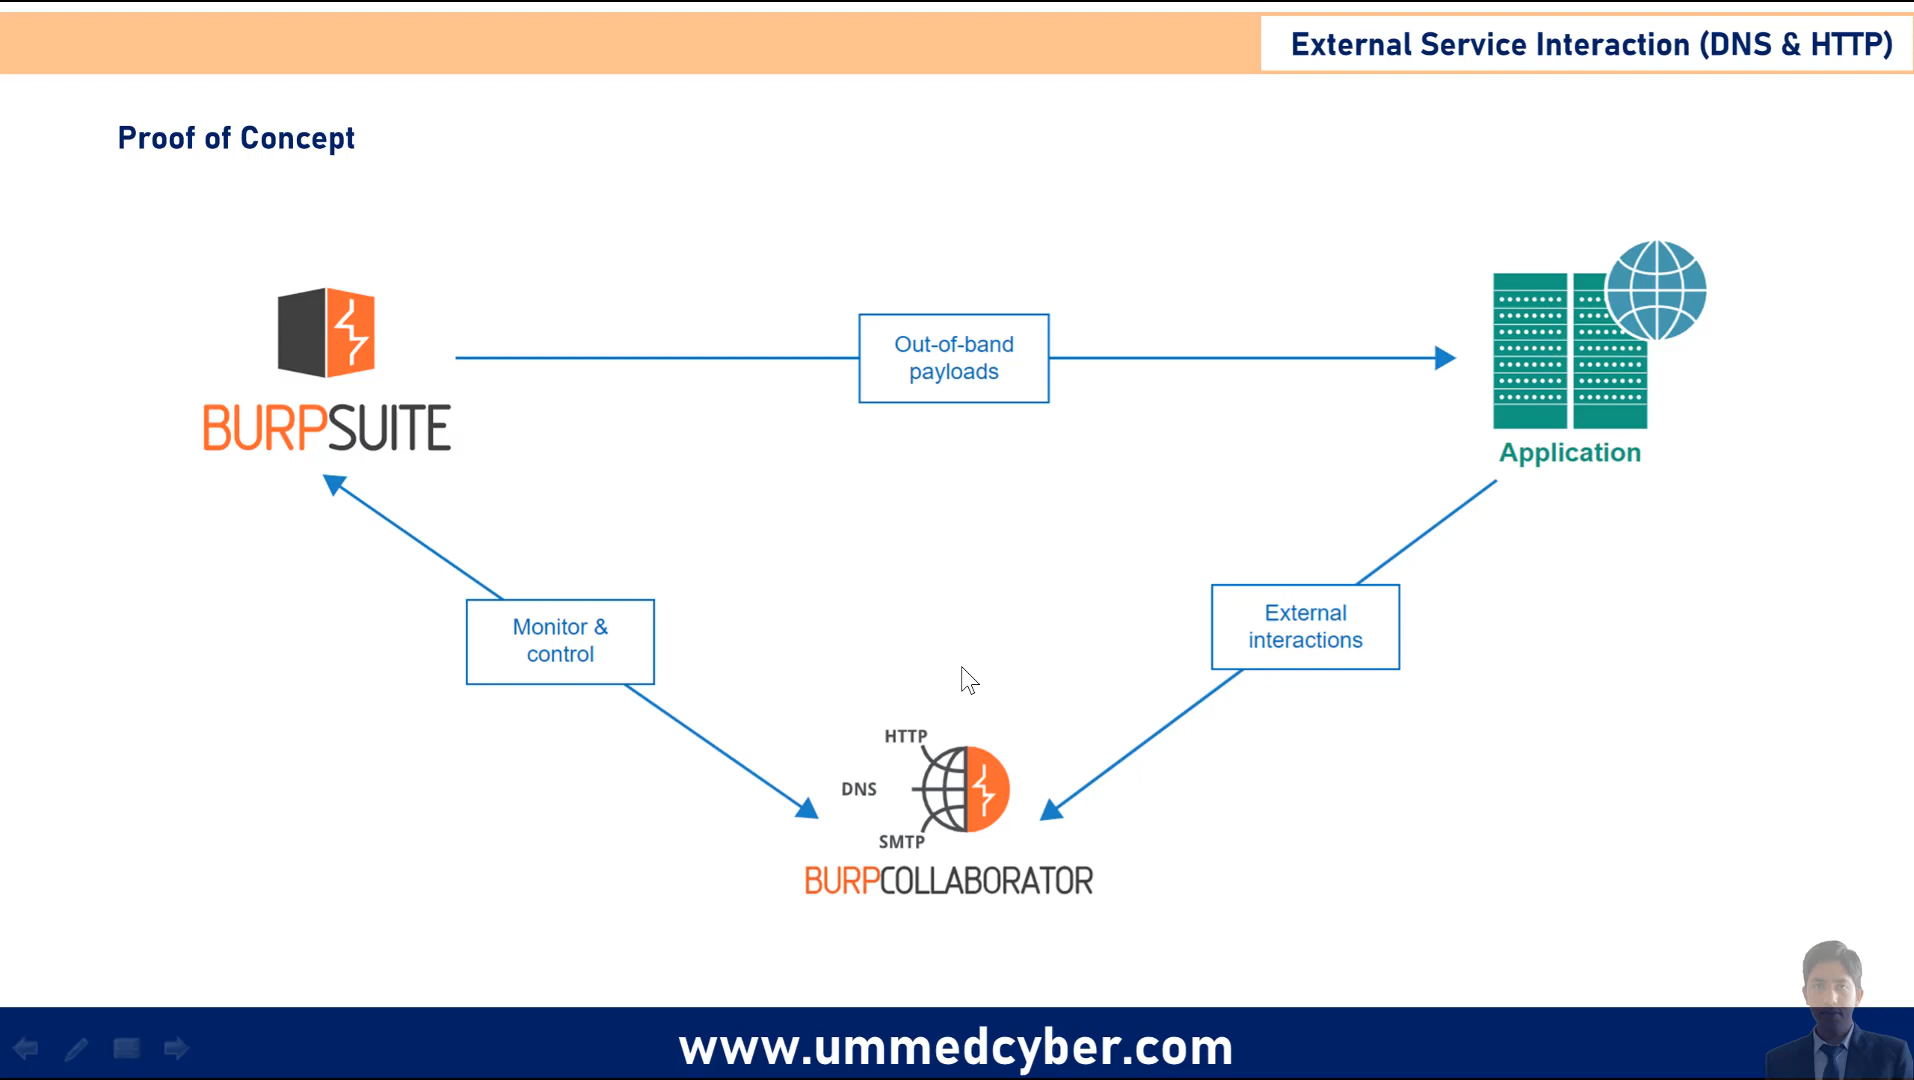 External Service Interaction (DNS & HTTP)
Proof of Concept
Out-of-band
payloads
BURPSUITE
Application
Monitor &
control
External
interactions
HTTP
DNS
SMTP
BURPCOLLABORATOR
www.ummedcyber.com